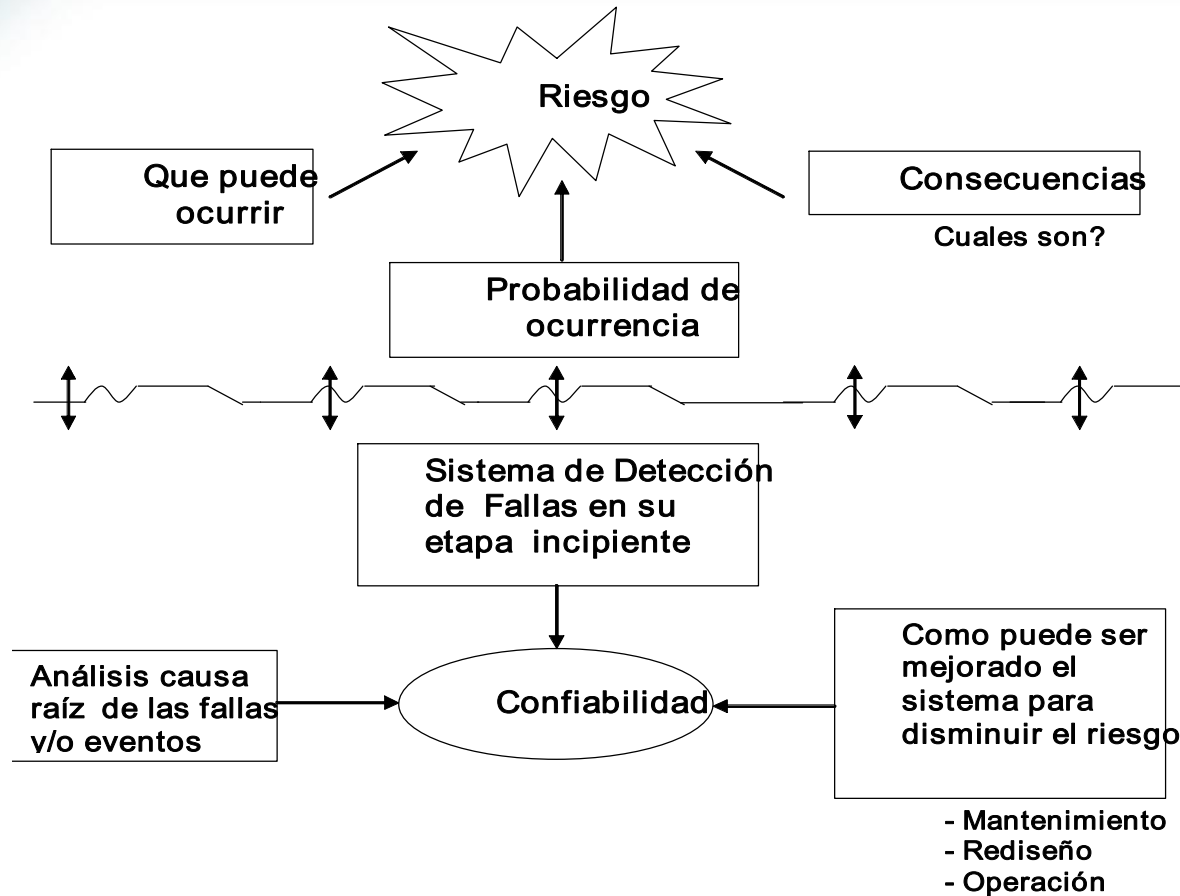 Riesgo
Que puede
ocurrir
Consecuencias
Cuales son?
Probabilidad de
ocurrencia
Sistema de Detección
de Fallas en su
etapa incipiente
Análisis causa
raíz de las fallas
y/o eventos
Confiabilidad
Como puede ser
mejorado el
sistema para
disminuir el riesgo
- Mantenimiento
- Rediseño
- Operación